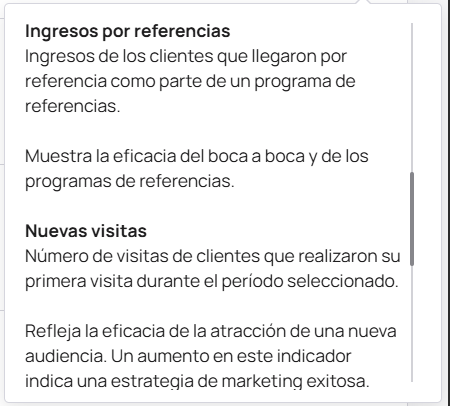 Ingresos por referencias
Ingresos de los clientes que llegaron por
referencia como parte de un programa de
referencias.
Muestra la eficacia del boca a boca y de los
programas de referencias.
Nuevas visitas
Número de visitas de clientes que realizaron su
primera visita durante el período seleccionado.
Refleja la eficacia de la atracción de una nueva
audiencia. Un aumento en este indicador
indica una estrategia de marketing exitosa.